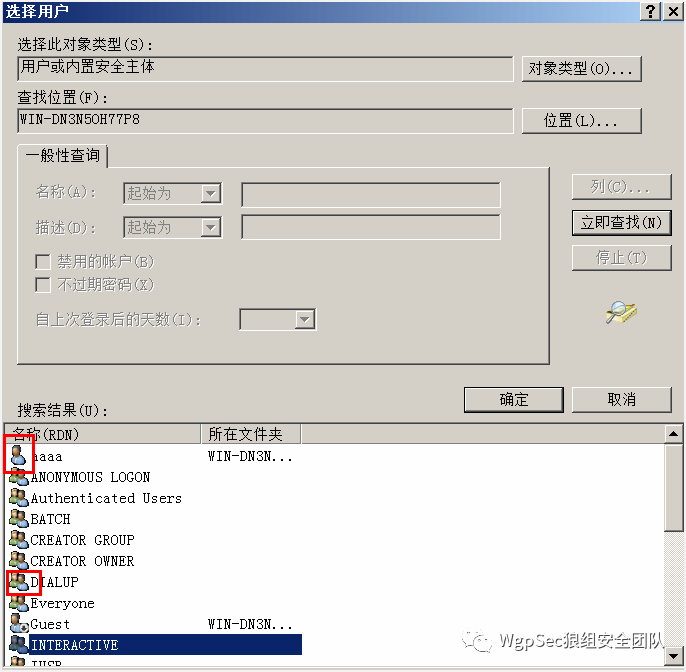 选择用户
选择此对象类型(S):
用户或内置安全主体
对象类型(O)...
查找位置(F):
WIN-DN3N5OH77P8
位置(L)...
一般性查询
名称(A): 起始为
描述(D): 起始为
禁用的帐户(B)
不过期密码(X)
自上次登录后的天数(I):
列(C)...
立即查找(N)
停止(T)
确定 取消
搜索结果(U):
名称(RDN) 所在文件夹
aaaa WIN-DN3N...
ANONYMOUS LOGON
Authenticated Users
BATCH
CREATOR GROUP
CREATOR OWNER
DIALUP
Everyone
Guest WIN-DN3N...
INTERACTIVE
IUSR
WgpSec狼组安全团队